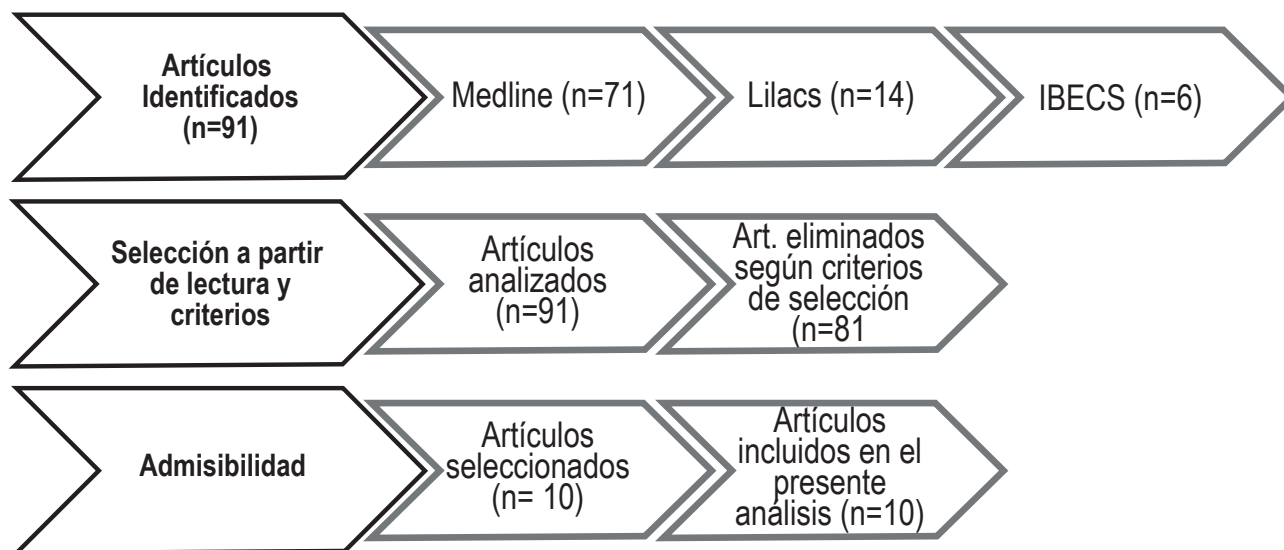 Artículos
Identificados
(n=91)
Medline (n=71)
Lilacs (n=14)
IBECS (n=6)
Selección a partir
de lectura y
criterios
Artículos
analizados
(n=91)
Art. eliminados
según criterios
de selección
(n=81
Admisibilidad
Artículos
seleccionados
(n= 10)
Artículos
incluidos en el
presente
análisis (n=10)